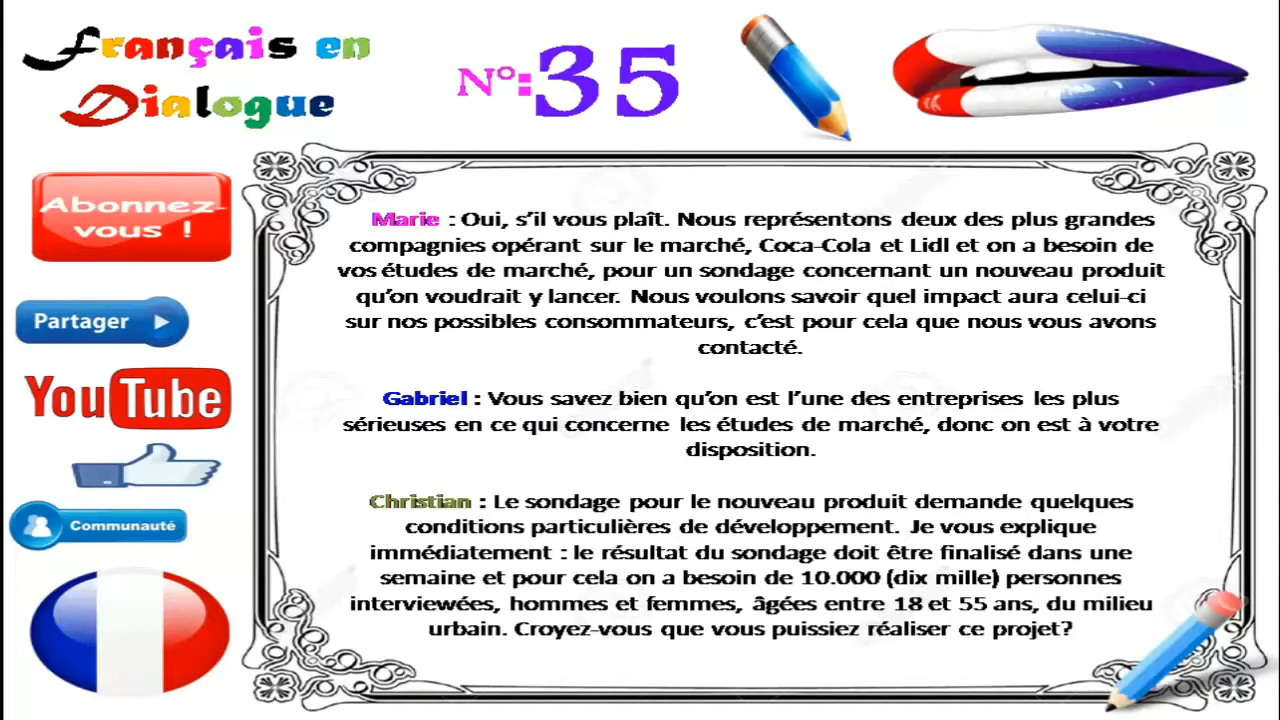 Français en
Dialogue
N°:35
Abonnez-
vous !
Partager
YouTube
Communauté
Marie : Oui, s’il vous plaît. Nous représentons deux des plus grandes
compagnies opérant sur le marché, Coca-Cola et Lidl et on a besoin de
vos études de marché, pour un sondage concernant un nouveau produit
qu’on voudrait y lancer. Nous voulons savoir quel impact aura celui-ci
sur nos possibles consommateurs, c’est pour cela que nous vous avons
contacté.
Gabriel : Vous savez bien qu’on est l’une des entreprises les plus
sérieuses en ce qui concerne les études de marché, donc on est à votre
disposition.
Christian : Le sondage pour le nouveau produit demande quelques
conditions particulières de développement. Je vous explique
immédiatement : le résultat du sondage doit être finalisé dans une
semaine et pour cela on a besoin de 10.000 (dix mille) personnes
interviewées, hommes et femmes, âgées entre 18 et 55 ans, du milieu
urbain. Croyez-vous que vous puissiez réaliser ce projet?